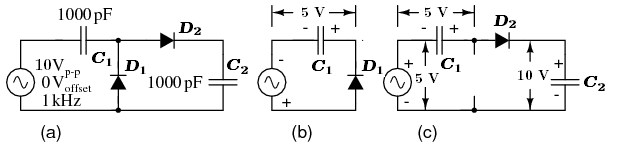 1000 pF
D2
C1
D1
10Vp-p
0Voffset
1 kHz
1000 pF
C2
(a)
5 V
- +
C1
D1
-
+
(b)
5 V
- +
C1
D2
+
5 V
-
10 V
+
-
C2
(c)